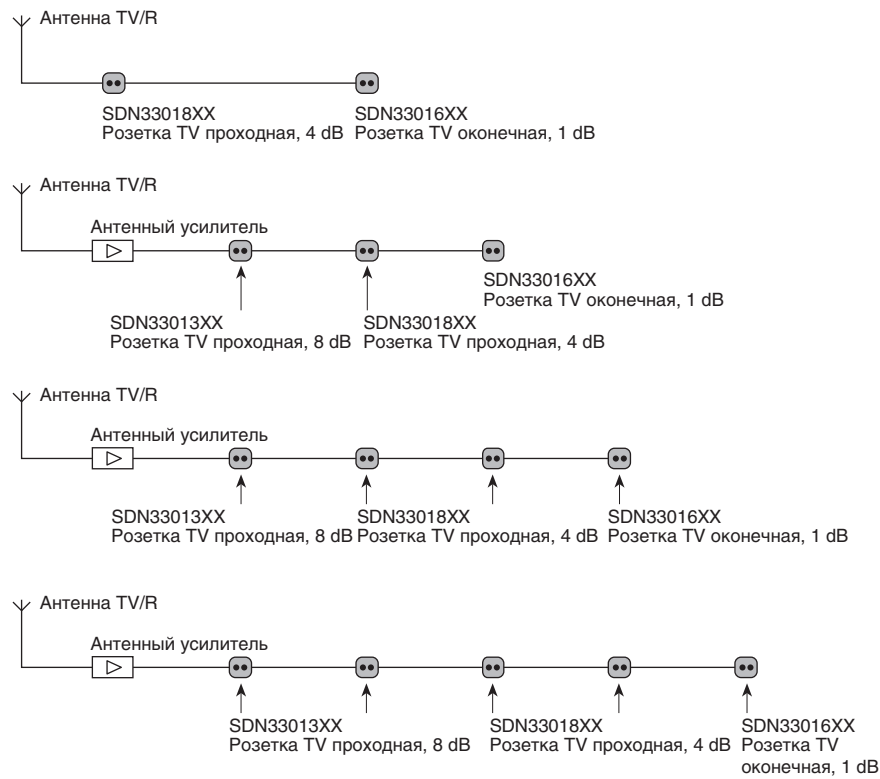 Антенна TV/R
SDN33018XX
Розетка TV проходная, 4 dB
SDN33016XX
Розетка TV оконечная, 1 dB
Антенна TV/R
Антенный усилитель
SDN33016XX
Розетка TV оконечная, 1 dB
SDN33013XX
Розетка TV проходная, 8 dB
SDN33018XX
Розетка TV проходная, 4 dB
Антенна TV/R
Антенный усилитель
SDN33013XX
Розетка TV проходная, 8 dB
SDN33018XX
Розетка TV проходная, 4 dB
SDN33016XX
Розетка TV оконечная, 1 dB
Антенна TV/R
Антенный усилитель
SDN33013XX
Розетка TV проходная, 8 dB
SDN33018XX
Розетка TV проходная, 4 dB
SDN33016XX
Розетка TV
оконечная, 1 dB